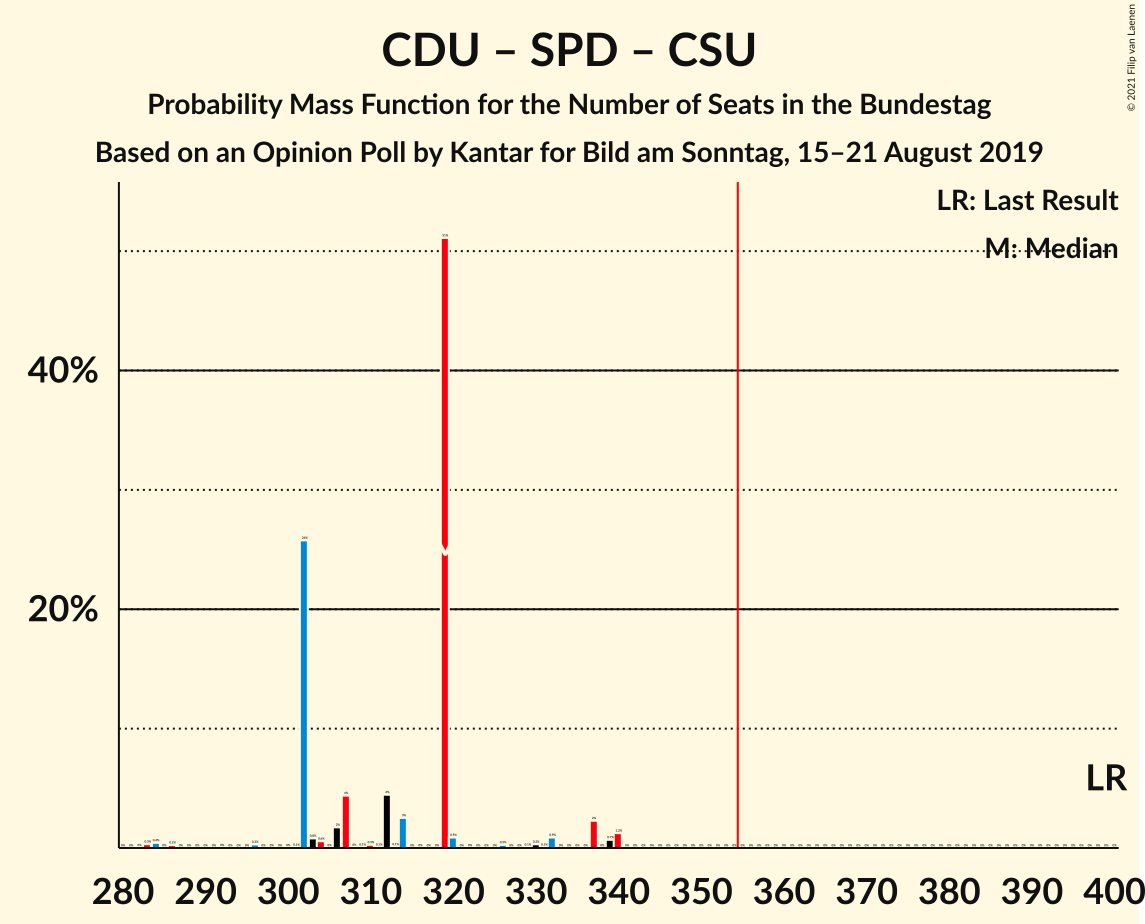 CDU – SPD – CSU
Probability Mass Function for the Number of Seats in the Bundestag
Based on an Opinion Poll by Kantar for Bild am Sonntag, 15–21 August 2019
© 2021 Filip van Laenen
LR: Last Result
M: Median
40%
20%
LR
280 290 300 310 320 330 340 350 360 370 380 390 400